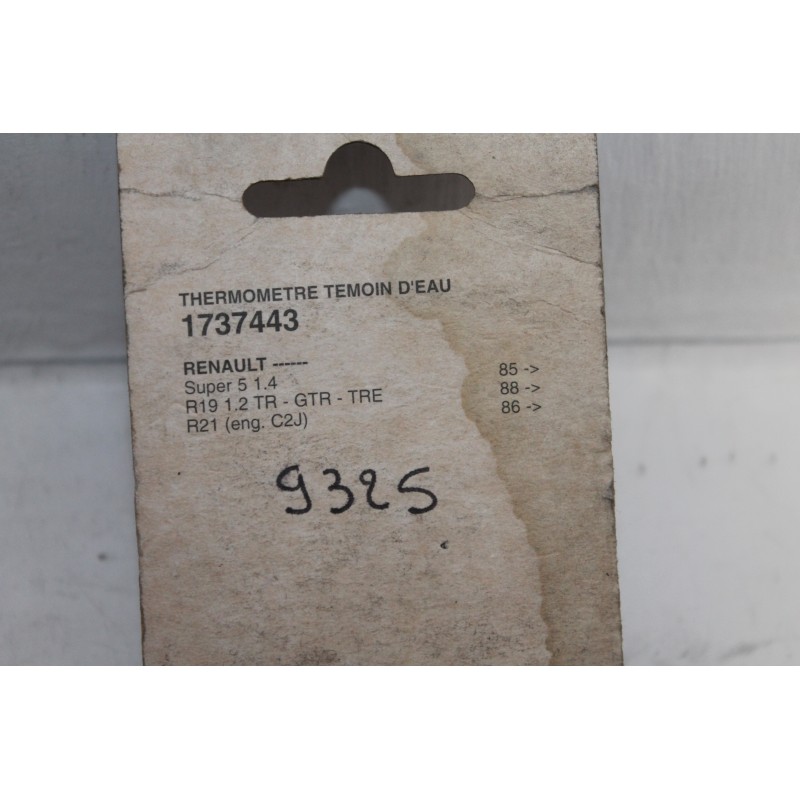 THERMOMETRE TEMOIN D'EAU
1737443
RENAULT ------
Super 5 1.4 85 ->
R19 1.2 TR - GTR - TRE 88 ->
R21 (eng. C2J) 86 ->
9325